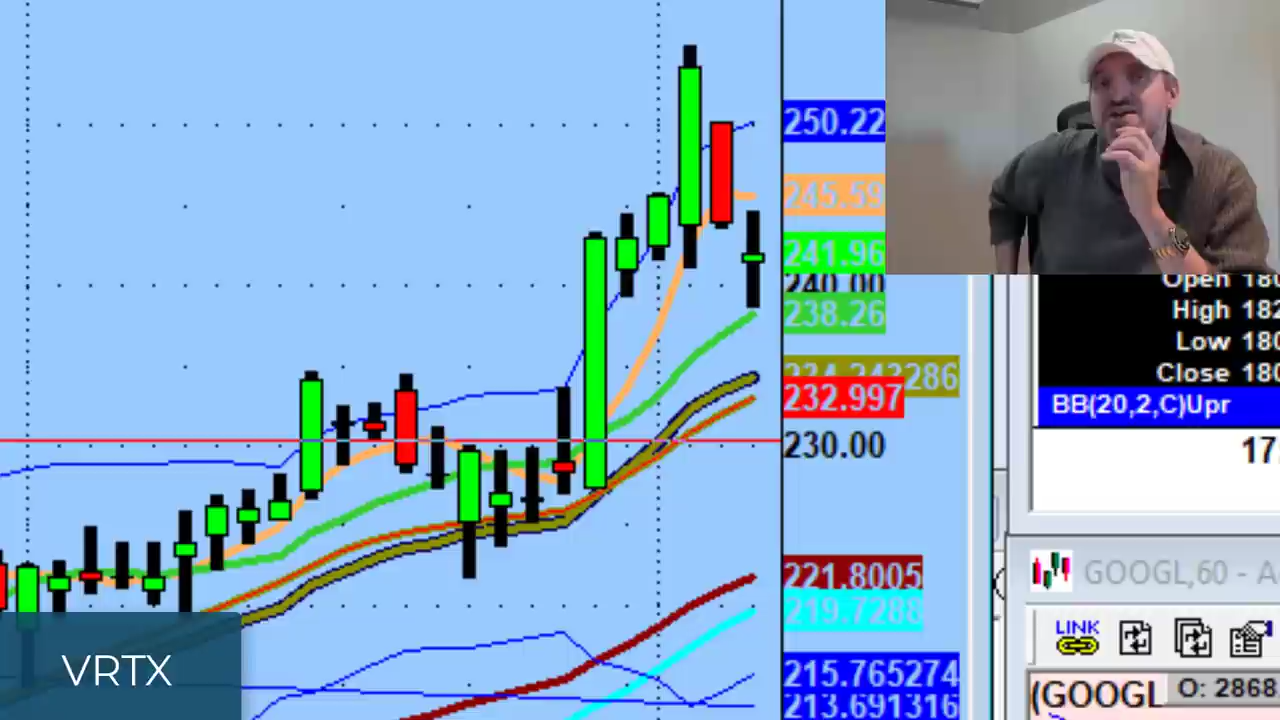 250.22
245.59
241.96
240.00
238.26
232.997
230.00
221.8005
219.7288
215.765274
213.691316
VRTX
Open 180
High 182
Low 180
Close 180
BB(20,2,C)Upr
17
GOOGL,60 - A
LINK
(GOOGL
O: 2868